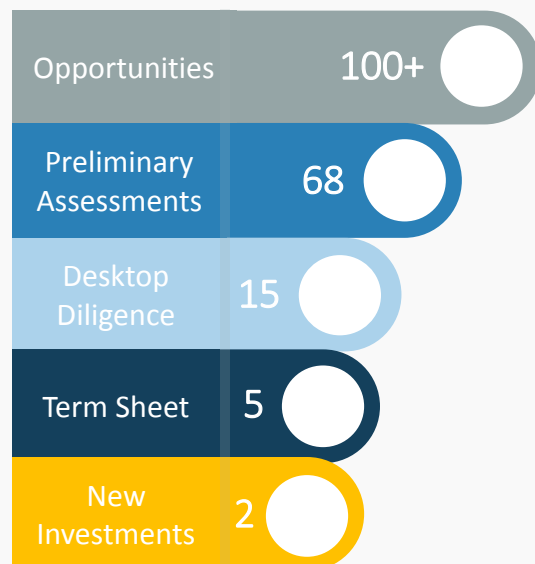 Opportunities 100+
Preliminary
Assessments
68
Desktop
Diligence
15
Term Sheet 5
New
Investments
2